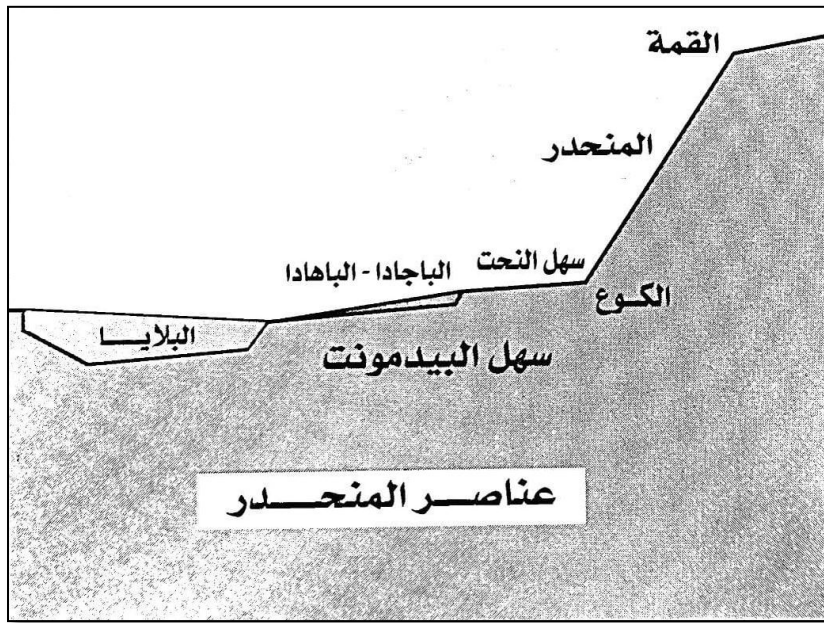 القمة
المنحدر
سهل النحت
الباجادا - الباهادا
الكوع
البلايا
سهل البيدمونت
عناصر المنحدر